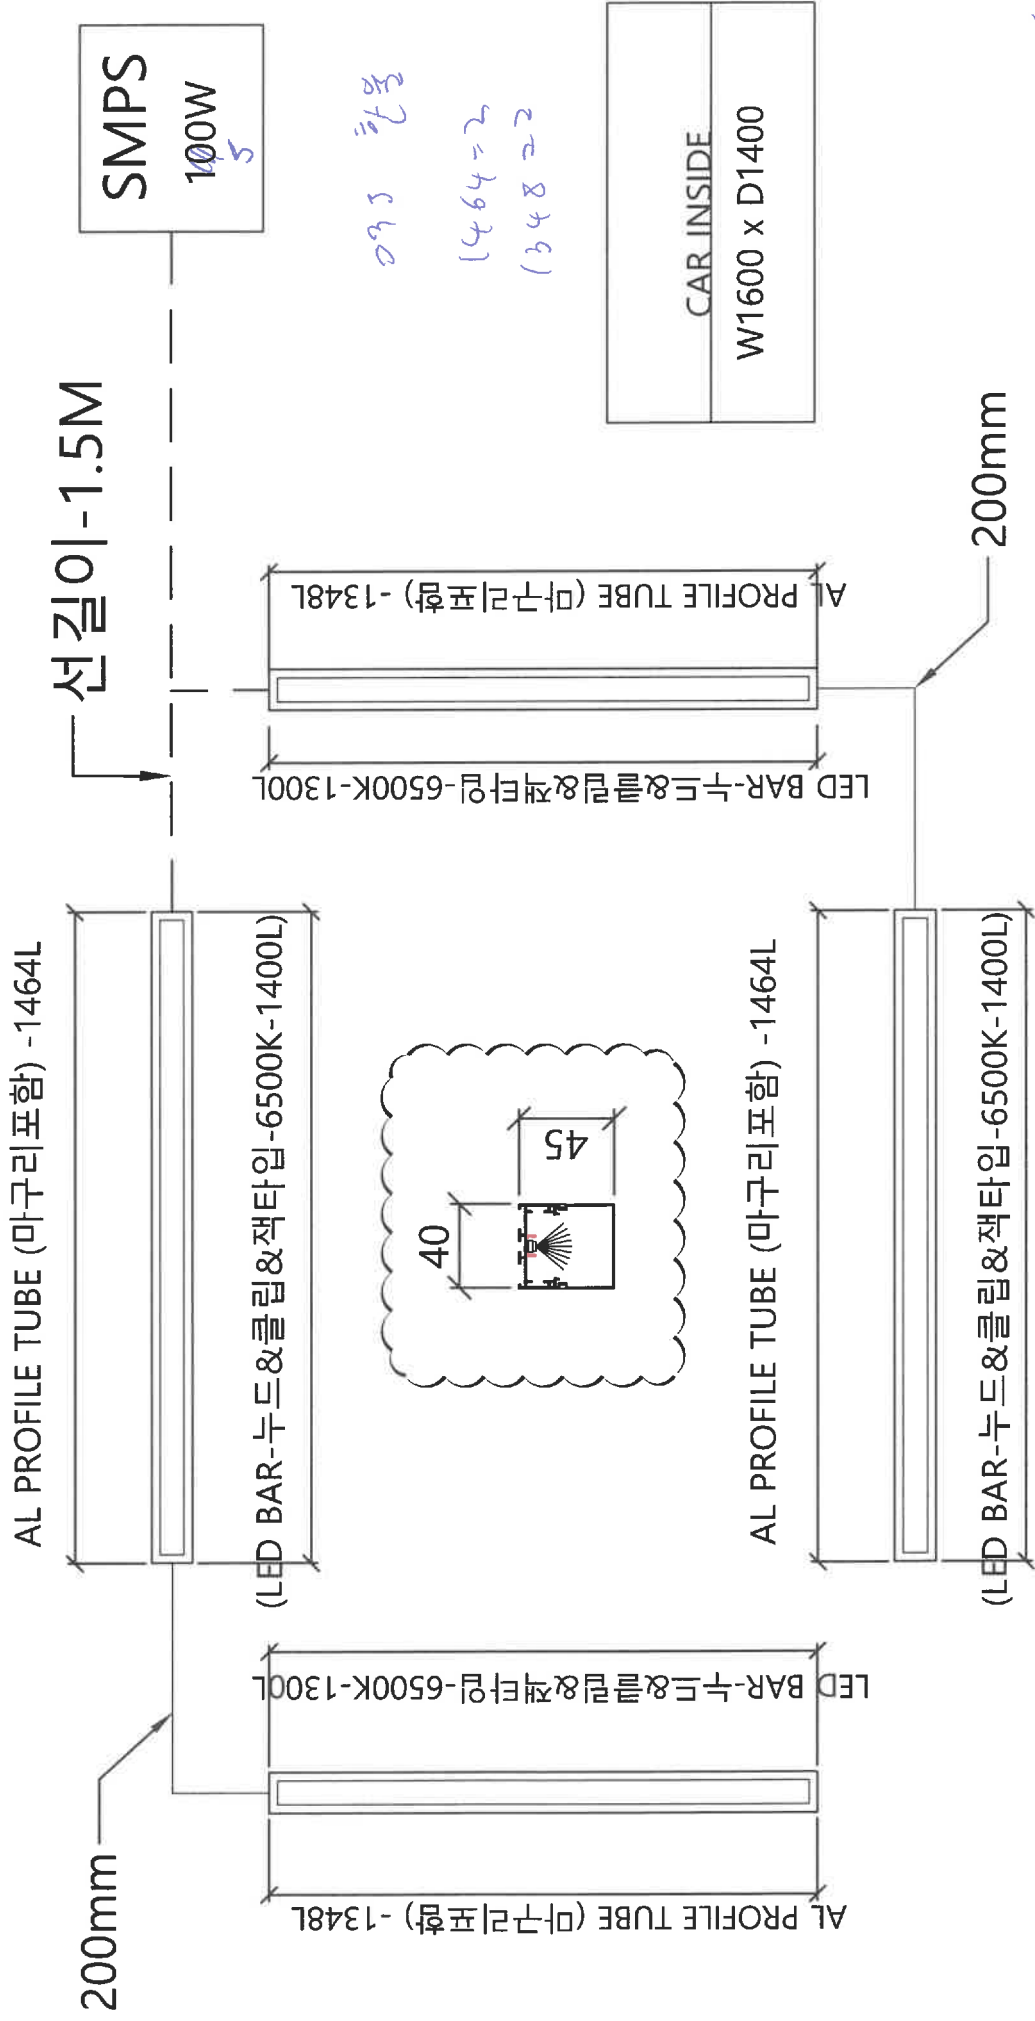 SMPS
100W
5
선길이-1.5M
AL PROFILE TUBE (마구리포함) -1464L
(LED BAR-누드&클립&잭타입-6500K-1400L)
200mm
LED BAR-누드&클립&잭타입-6500K-1300L
AL PROFILE TUBE (마구리포함) -1348L
40
45
LED BAR-누드&클립&잭타입-6500K-1300L
AL PROFILE TUBE (마구리포함) -1348L
AL PROFILE TUBE (마구리포함) -1464L
(LED BAR-누드&클립&잭타입-6500K-1400L)
200mm
1464=2
1348=2
CAR INSIDE
W1600 x D1400